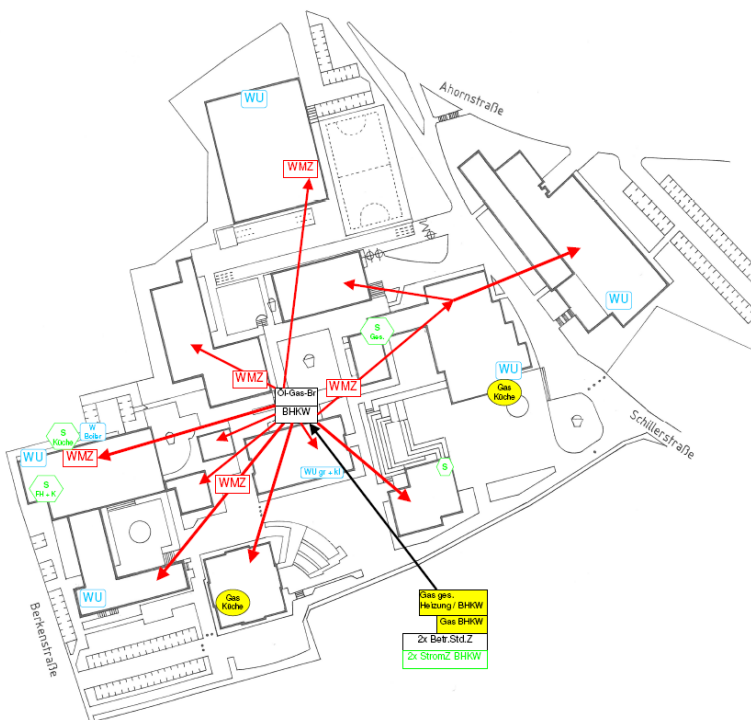 WU
Ahornstraße
WMZ
WU
S
Ges.
WU
WMZ
WMZ
Öl-Gas-Br
BHKW
Gas
Küche
Schillerstraße
S
Küche
W
Boiler
WU
WMZ
S
WU gr + kl
WMZ
WU
Gas
Küche
Berkenstraße
Gas ges.
Heizung / BHKW
Gas BHKW
2x Betr.Std.Z
2x StromZ BHKW